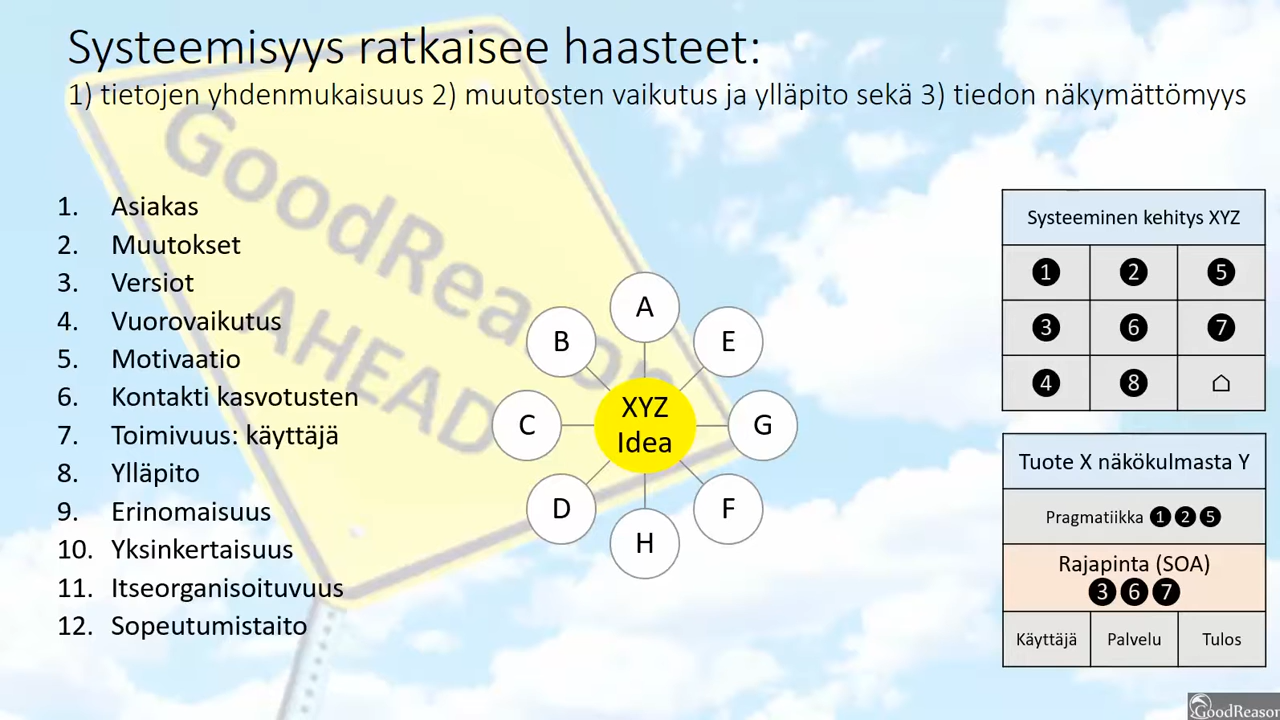 Systeemisyys ratkaisee haasteet:
1) tietojen yhdenmukaisuus 2) muutosten vaikutus ja ylläpito sekä 3) tiedon näkymättömyys
GoodReason
AHEAD
1. Asiakas
2. Muutokset
3. Versiot
4. Vuorovaikutus
5. Motivaatio
6. Kontakti kasvotusten
7. Toimivuus: käyttäjä
8. Ylläpito
9. Erinomaisuus
10. Yksinkertaisuus
11. Itseorganisoituvuus
12. Sopeutumistaito
A
B
E
C
XYZ
Idea
G
D
F
H
Systeeminen kehitys XYZ
1 2 5
3 6 7
4 8
Tuote X näkökulmasta Y
Pragmatiikka 1 2 5
Rajapinta (SOA)
3 6 7
Käyttäjä Palvelu Tulos
GoodReason